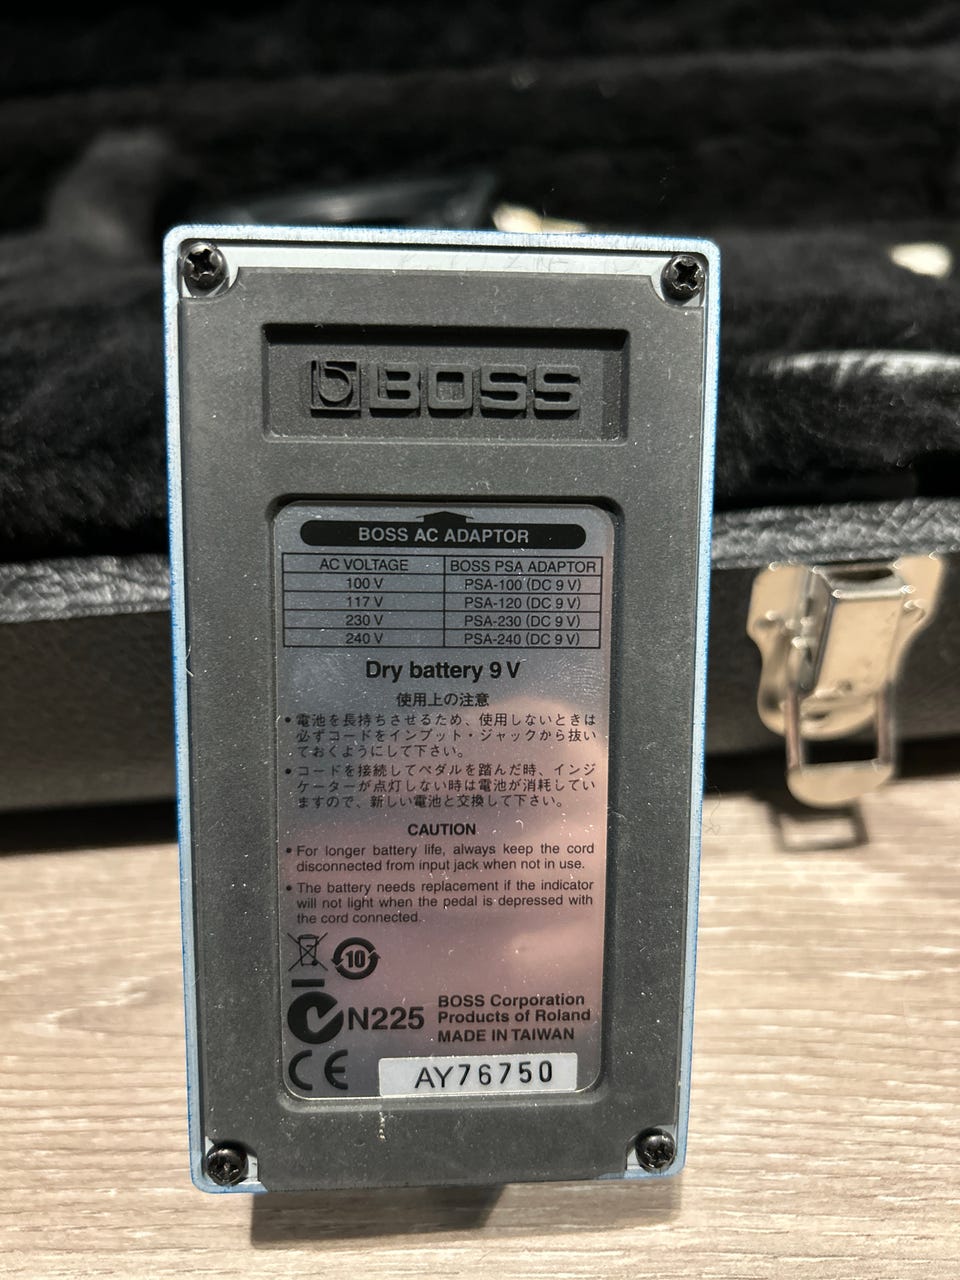 BOSS
BOSS AC ADAPTOR
AC VOLTAGE BOSS PSA ADAPTOR
100 V PSA-100 (DC 9 V)
117 V PSA-120 (DC 9 V)
230 V PSA-230 (DC 9 V)
240 V PSA-240 (DC 9 V)
Dry battery 9 V
使用上の注意
• 電池を長持ちさせるため、使用しないときは
必ずコードをインプット・ジャックから抜い
ておくようにして下さい。
• コードを接続してペダルを踏んだ時、インジ
ケーターが点灯しない時は電池が消耗してい
ますので、新しい電池と交換して下さい。
CAUTION
• For longer battery life, always keep the cord
disconnected from input jack when not in use.
• The battery needs replacement if the indicator
will not light when the pedal is depressed with
the cord connected.
10
N225
BOSS Corporation
Products of Roland
MADE IN TAIWAN
CE
AY76750